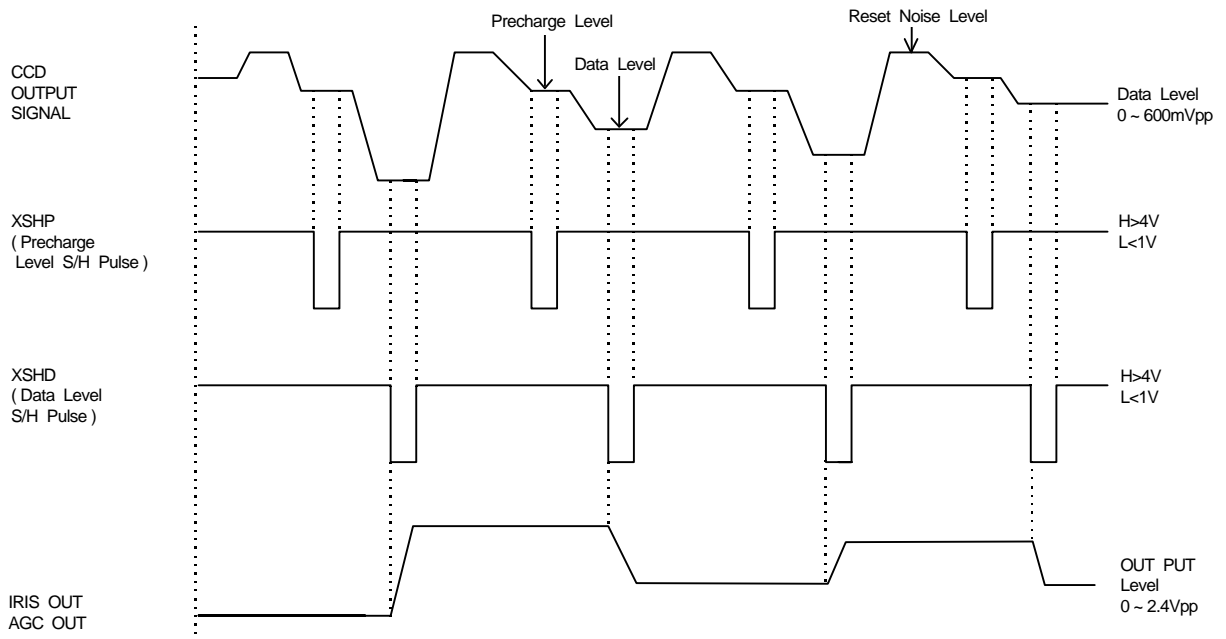 Precharge Level
Reset Noise Level
Data Level
CCD
OUTPUT
SIGNAL
Data Level
0 ~ 600mVpp
XSHP
( Precharge
Level S/H Pulse )
H>4V
L<1V
XSHD
( Data Level
S/H Pulse )
H>4V
L<1V
IRIS OUT
AGC OUT
OUT PUT
Level
0 ~ 2.4Vpp